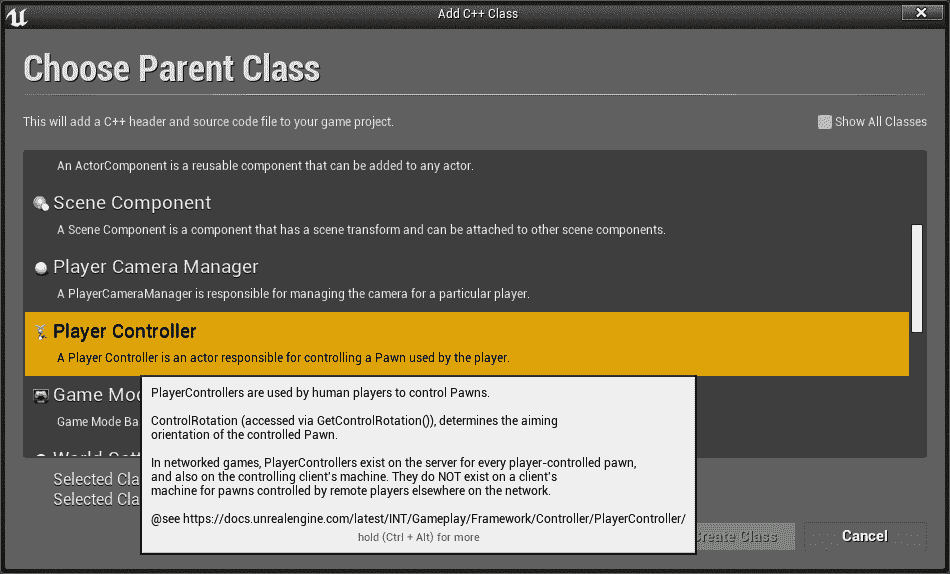 Add C++ Class
Choose Parent Class
This will add a C++ header and source code file to your game project.
Show All Classes
An ActorComponent is a reusable component that can be added to any actor.
Scene Component
A Scene Component is a component that has a scene transform and can be attached to other scene components.
Player Camera Manager
A PlayerCameraManager is responsible for managing the camera for a particular player.
Player Controller
A Player Controller is an actor responsible for controlling a Pawn used by the player.
Game Mo
Game Mode Ba
PlayerControllers are used by human players to control Pawns.
ControlRotation (accessed via GetControlRotation()), determines the aiming
orientation of the controlled Pawn.
In networked games, PlayerControllers exist on the server for every player-controlled pawn,
and also on the controlling client's machine. They do NOT exist on a client's
machine for pawns controlled by remote players elsewhere on the network.
@see https://docs.unrealengine.com/latest/INT/Gameplay/Framework/Controller/PlayerController/
hold (Ctrl + Alt) for more
Selected Cla
Selected Cla
Create Class
Cancel